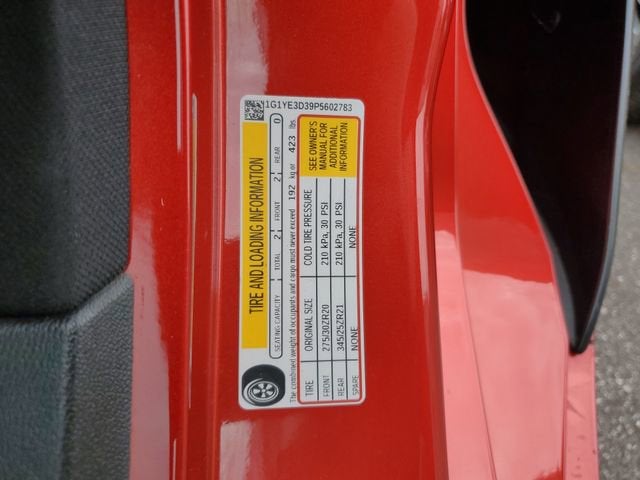 1G1YE3D39P5602783
TIRE AND LOADING INFORMATION
SEATING CAPACITY TOTAL 2 FRONT 2 REAR 0
The combined weight of occupants and cargo must never exceed 192 kg or 423 lbs.
TIRE ORIGINAL SIZE COLD TIRE PRESSURE
FRONT 275/30ZR20 210 kPa, 30 PSI
REAR 345/25ZR21 210 kPa, 30 PSI
SPARE NONE NONE
SEE OWNER'S
MANUAL FOR
ADDITIONAL
INFORMATION